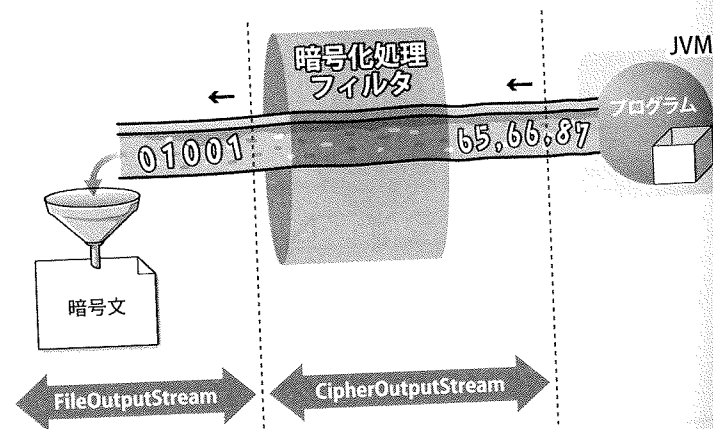 暗号化処理
フィルタ
JVM
プログラム
01001
65,66,87
暗号文
FileOutputStream
CipherOutputStream